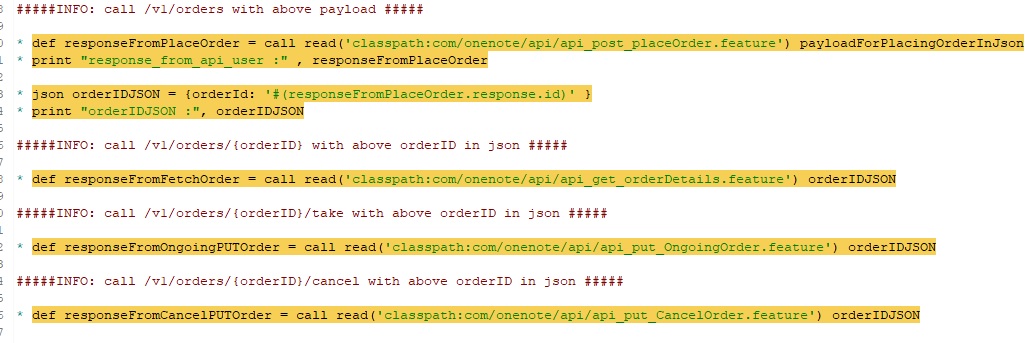 #####INFO: call /v1/orders with above payload #####
* def responseFromPlaceOrder = call read('classpath:com/onenote/api/api_post_placeOrder.feature') payloadForPlacingOrderInJson
* print "response_from_api_user :" , responseFromPlaceOrder
* json orderIDJSON = {orderId: '#(responseFromPlaceOrder.response.id)' }
* print "orderIDJSON :", orderIDJSON
#####INFO: call /v1/orders/{orderID} with above orderID in json #####
* def responseFromFetchOrder = call read('classpath:com/onenote/api/api_get_orderDetails.feature') orderIDJSON
#####INFO: call /v1/orders/{orderID}/take with above orderID in json #####
* def responseFromOngoingPUTOrder = call read('classpath:com/onenote/api/api_put_OngoingOrder.feature') orderIDJSON
#####INFO: call /v1/orders/{orderID}/cancel with above orderID in json #####
* def responseFromCancelPUTOrder = call read('classpath:com/onenote/api/api_put_CancelOrder.feature') orderIDJSON